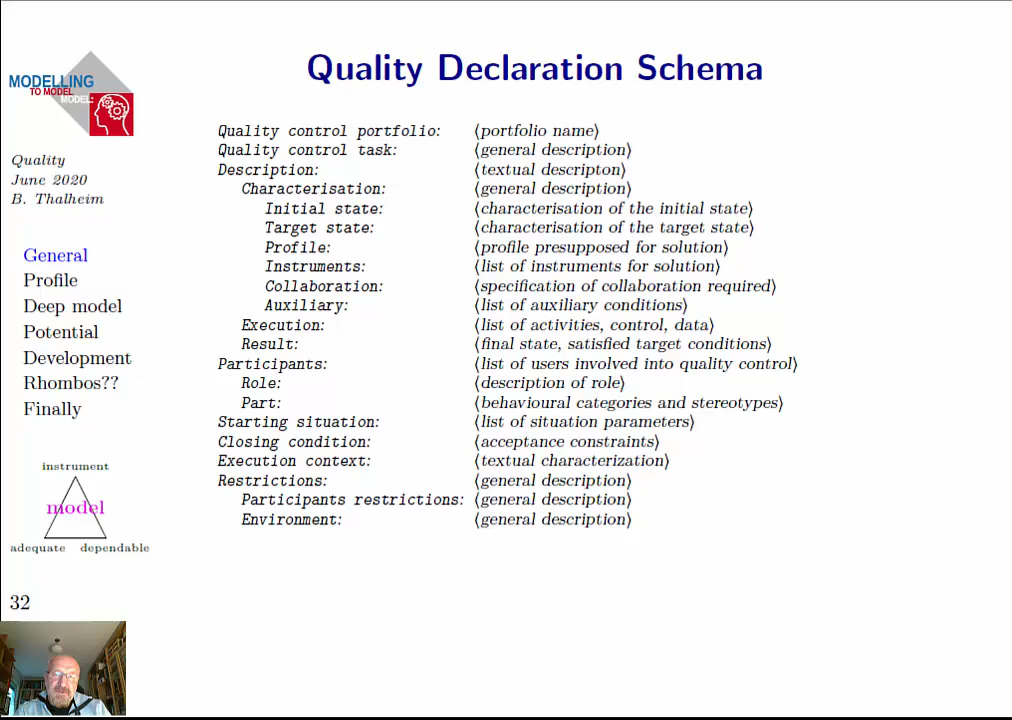 Quality Declaration Schema
MODELLING
TO MODEL
MODEL:
Quality
June 2020
B. Thalheim
General
Profile
Deep model
Potential
Development
Rhombos??
Finally
instrument
model
adequate dependable
32
Quality control portfolio: ⟨portfolio name⟩
Quality control task: ⟨general description⟩
Description: ⟨textual descripton⟩
Characterisation: ⟨general description⟩
Initial state: ⟨characterisation of the initial state⟩
Target state: ⟨characterisation of the target state⟩
Profile: ⟨profile presupposed for solution⟩
Instruments: ⟨list of instruments for solution⟩
Collaboration: ⟨specification of collaboration required⟩
Auxiliary: ⟨list of auxiliary conditions⟩
Execution: ⟨list of activities, control, data⟩
Result: ⟨final state, satisfied target conditions⟩
Participants: ⟨list of users involved into quality control⟩
Role: ⟨description of role⟩
Part: ⟨behavioural categories and stereotypes⟩
Starting situation: ⟨list of situation parameters⟩
Closing condition: ⟨acceptance constraints⟩
Execution context: ⟨textual characterization⟩
Restrictions: ⟨general description⟩
Participants restrictions: ⟨general description⟩
Environment: ⟨general description⟩